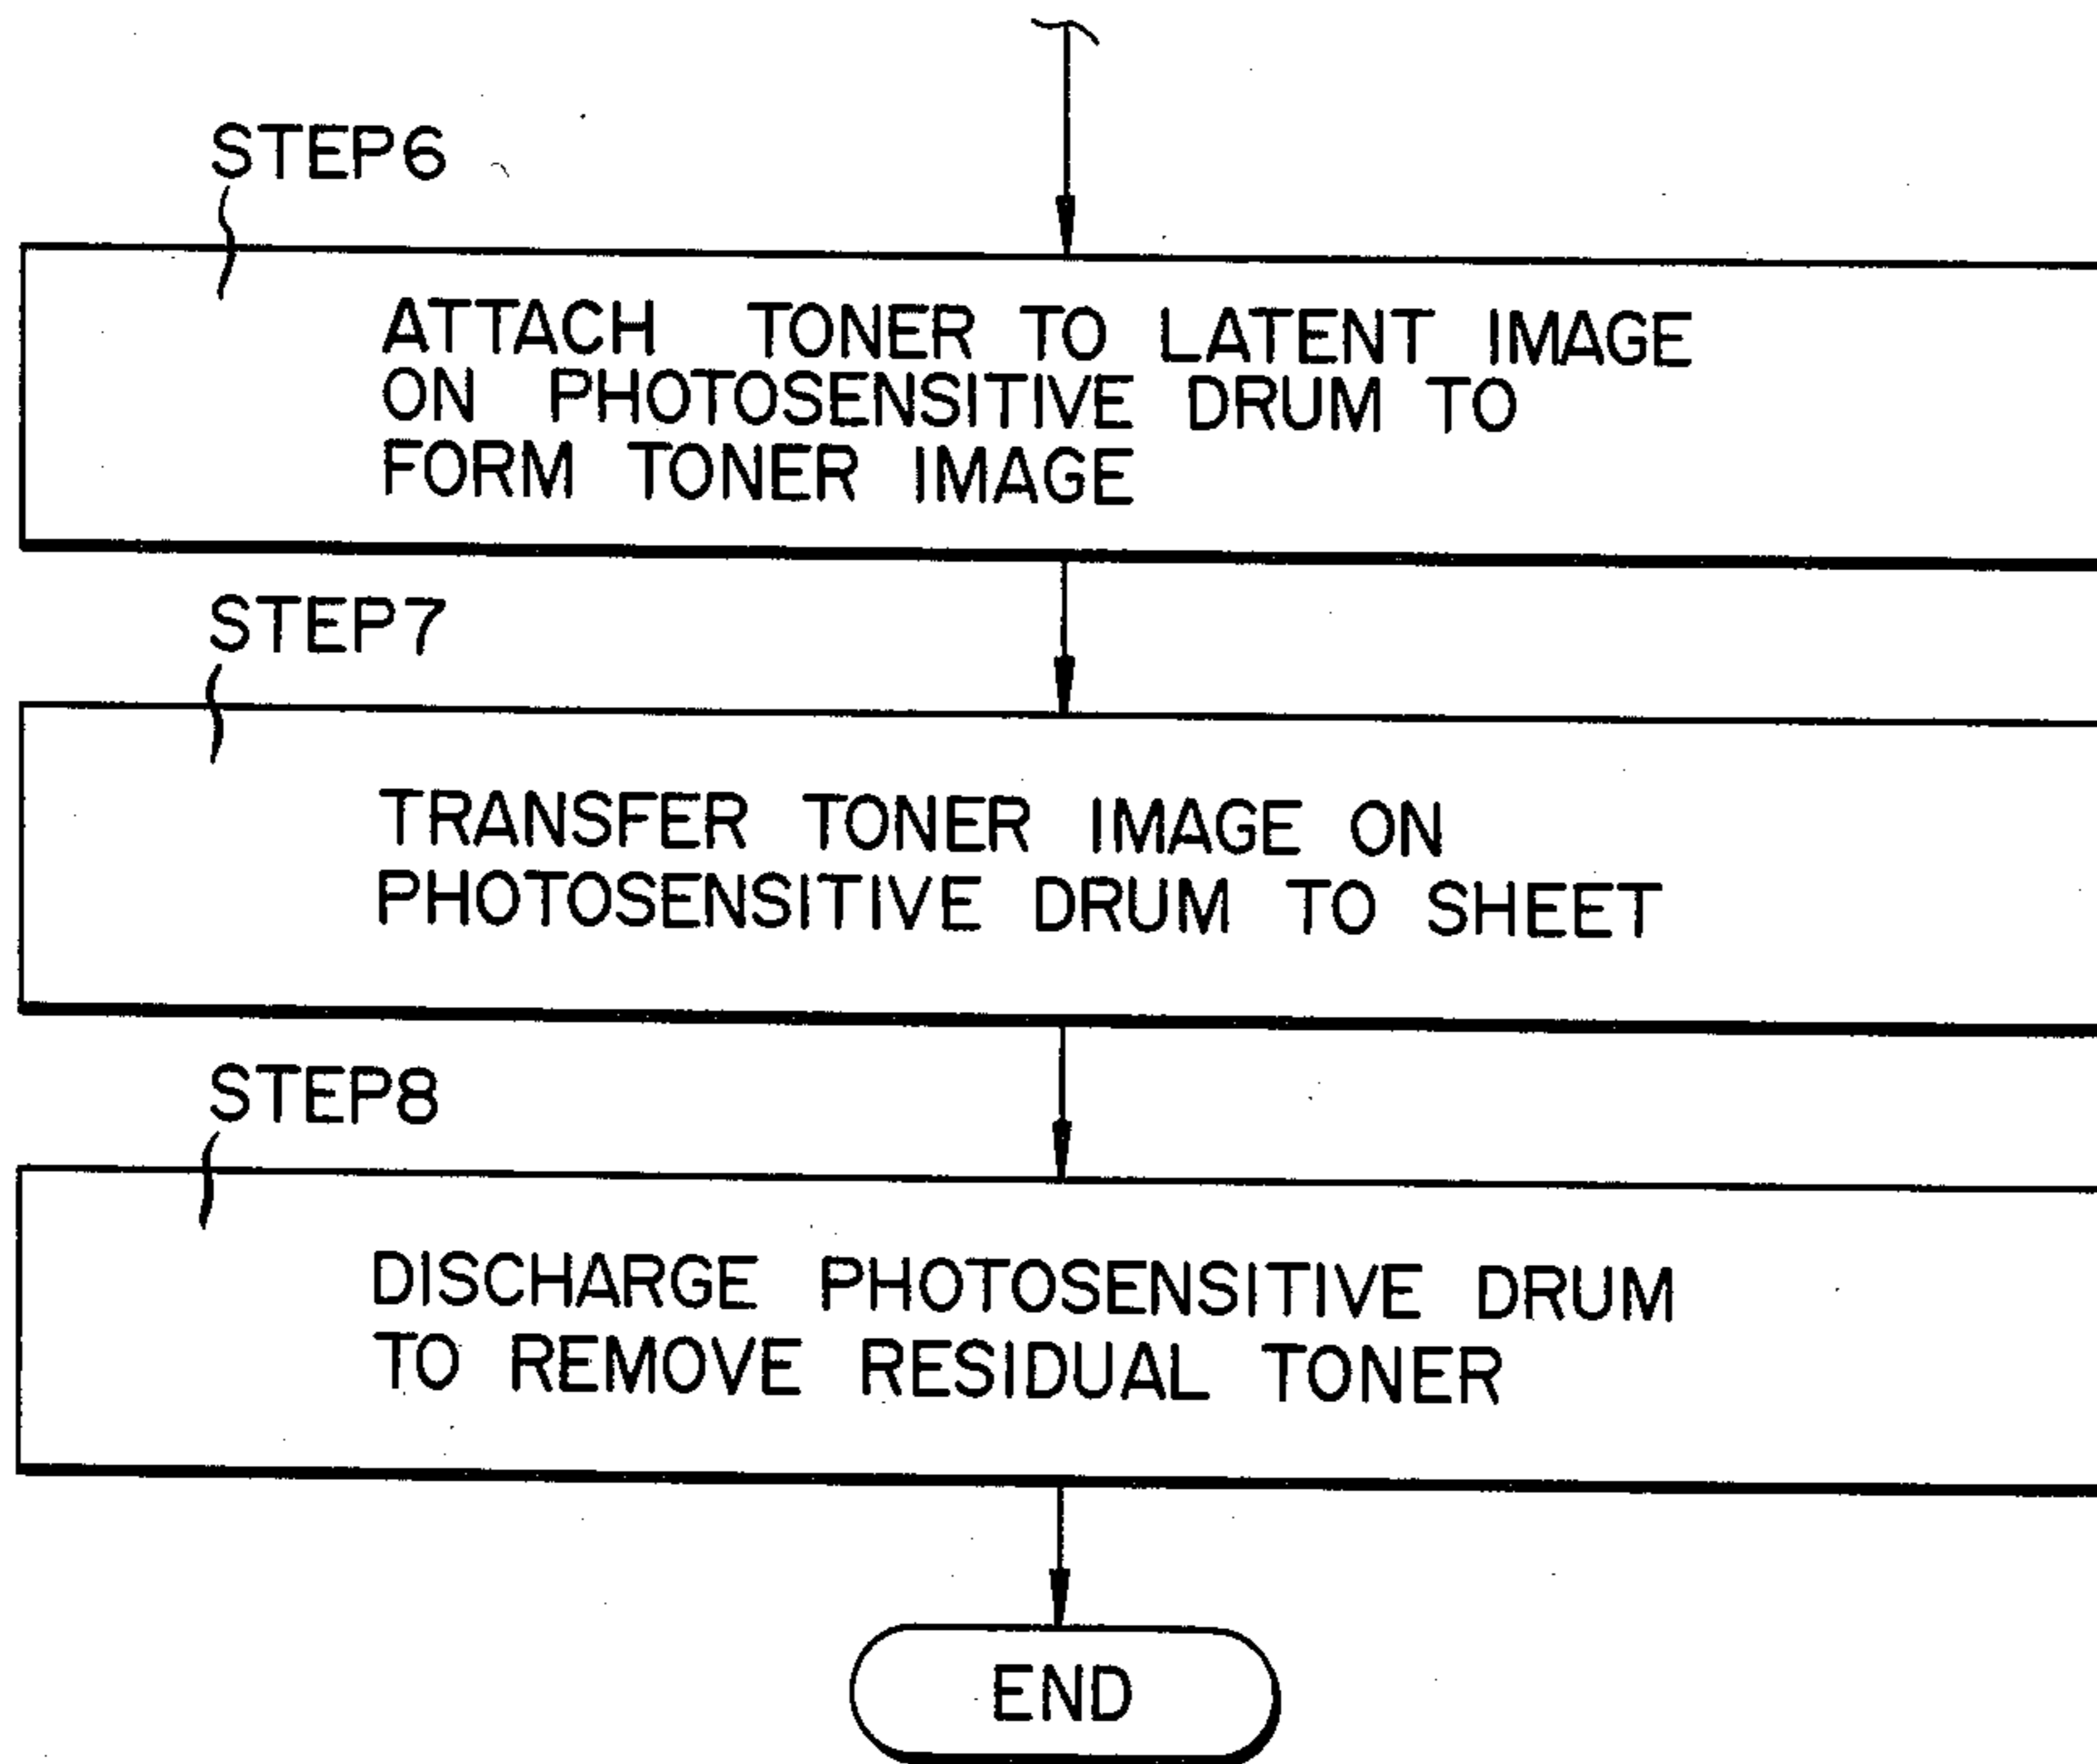 STEP6
ATTACH TONER TO LATENT IMAGE
ON PHOTOSENSITIVE DRUM TO
FORM TONER IMAGE
STEP7
TRANSFER TONER IMAGE ON
PHOTOSENSITIVE DRUM TO SHEET
STEP8
DISCHARGE PHOTOSENSITIVE DRUM
TO REMOVE RESIDUAL TONER
END